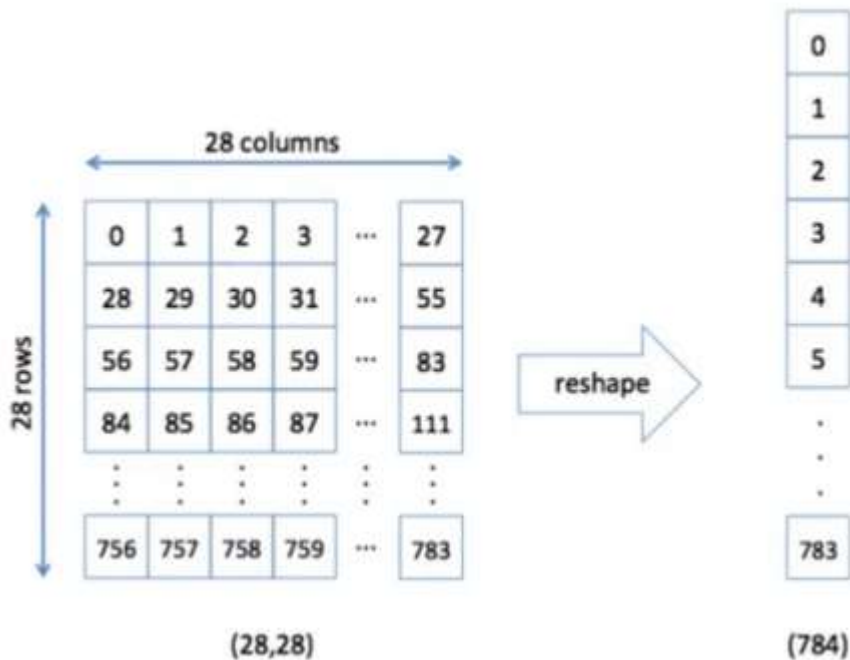 28 columns
28 rows
0 1 2 3 ... 27
28 29 30 31 ... 55
56 57 58 59 ... 83
84 85 86 87 ... 111
756 757 758 759 ... 783
(28,28)
reshape
0
1
2
3
4
5
783
(784)